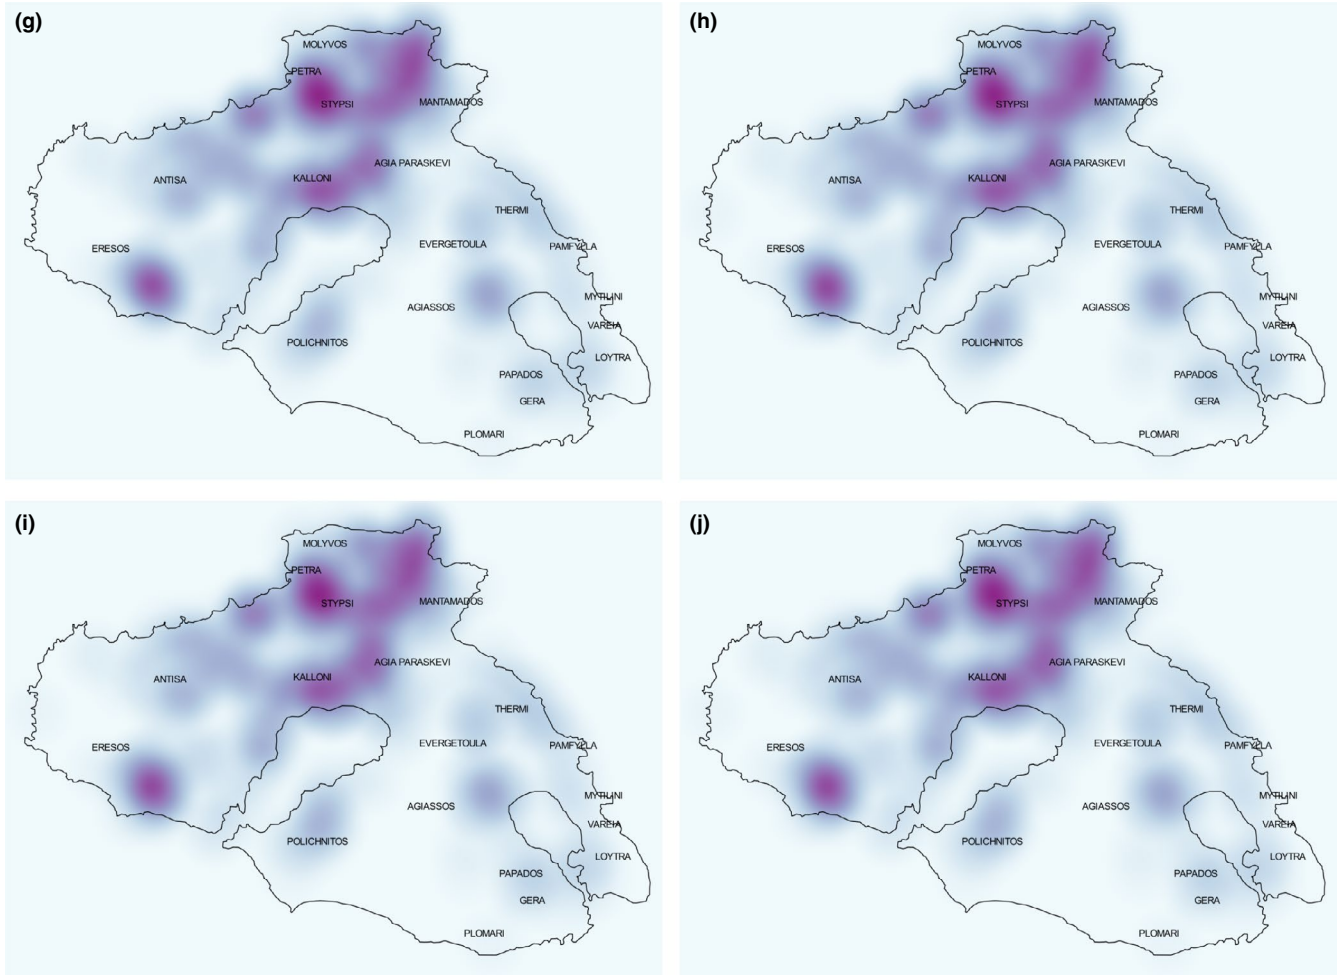 (g)
MOLYVOS
PETRA
STYPSI
MANTAMADOS
AGIA PARASKEVI
KALLONI
ANTISA
THERMI
ERESOS
EVERGETOULA
PAMFYLLA
MYTILINI
AGIASSOS
VAREIA
POLICHNITOS
LOYTRA
PAPADOS
GERA
PLOMARI
(h)
MOLYVOS
PETRA
STYPSI
MANTAMADOS
AGIA PARASKEVI
KALLONI
ANTISA
THERMI
ERESOS
EVERGETOULA
PAMFYLLA
MYTILINI
AGIASSOS
VAREIA
POLICHNITOS
LOYTRA
PAPADOS
GERA
PLOMARI
(i)
MOLYVOS
PETRA
STYPSI
MANTAMADOS
AGIA PARASKEVI
KALLONI
ANTISA
THERMI
ERESOS
EVERGETOULA
PAMFYLLA
MYTILINI
AGIASSOS
VAREIA
POLICHNITOS
LOYTRA
PAPADOS
GERA
PLOMARI
(j)
MOLYVOS
PETRA
STYPSI
MANTAMADOS
AGIA PARASKEVI
KALLONI
ANTISA
THERMI
ERESOS
EVERGETOULA
PAMFYLLA
MYTILINI
AGIASSOS
VAREIA
POLICHNITOS
LOYTRA
PAPADOS
GERA
PLOMARI